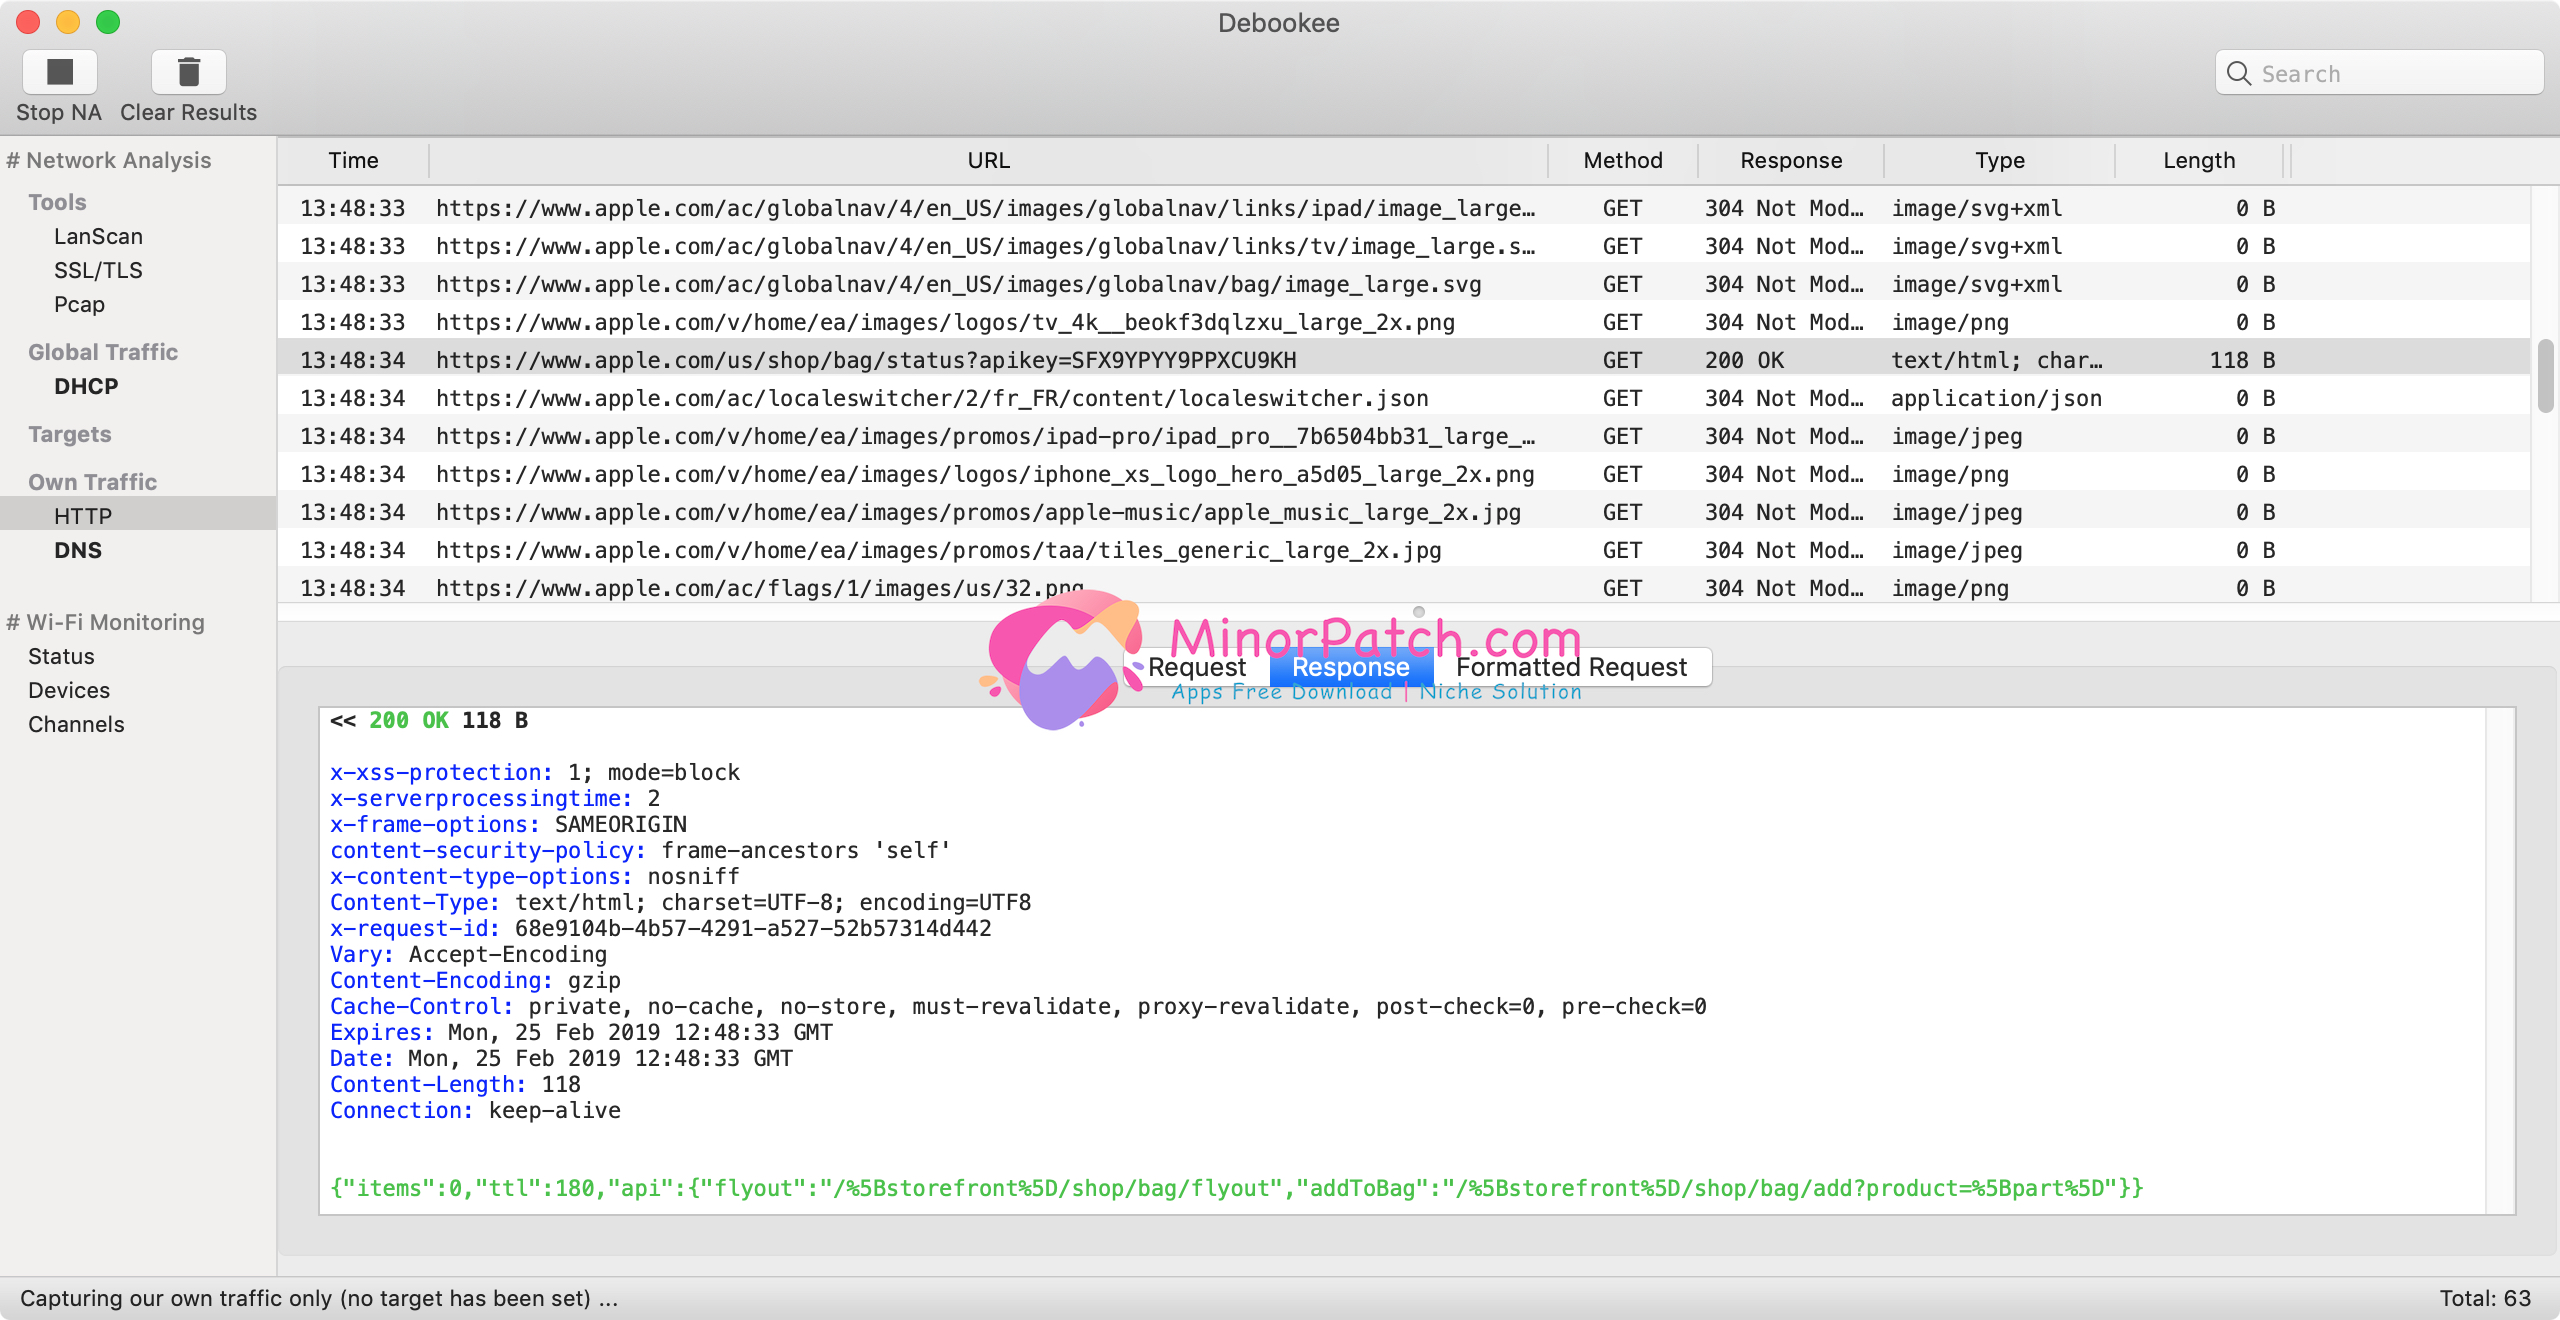 Debookee
Stop NA
Clear Results
Search
# Network Analysis
Tools
LanScan
SSL/TLS
Pcap
Global Traffic
DHCP
Targets
Own Traffic
HTTP
DNS
# Wi-Fi Monitoring
Status
Devices
Channels
Time URL Method Response Type Length
13:48:33 https://www.apple.com/ac/globalnav/4/en_US/images/globalnav/links/ipad/image_large… GET 304 Not Mod… image/svg+xml 0 B
13:48:33 https://www.apple.com/ac/globalnav/4/en_US/images/globalnav/links/tv/image_large.s… GET 304 Not Mod… image/svg+xml 0 B
13:48:33 https://www.apple.com/ac/globalnav/4/en_US/images/globalnav/bag/image_large.svg GET 304 Not Mod… image/svg+xml 0 B
13:48:33 https://www.apple.com/v/home/ea/images/logos/tv_4k__beokf3dqlzxu_large_2x.png GET 304 Not Mod… image/png 0 B
13:48:34 https://www.apple.com/us/shop/bag/status?apikey=SFX9YPYY9PPXCU9KH GET 200 OK text/html; char… 118 B
13:48:34 https://www.apple.com/ac/localeswitcher/2/fr_FR/content/localeswitcher.json GET 304 Not Mod… application/json 0 B
13:48:34 https://www.apple.com/v/home/ea/images/promos/ipad-pro/ipad_pro__7b6504bb31_large_… GET 304 Not Mod… image/jpeg 0 B
13:48:34 https://www.apple.com/v/home/ea/images/logos/iphone_xs_logo_hero_a5d05_large_2x.png GET 304 Not Mod… image/png 0 B
13:48:34 https://www.apple.com/v/home/ea/images/promos/apple-music/apple_music_large_2x.jpg GET 304 Not Mod… image/jpeg 0 B
13:48:34 https://www.apple.com/v/home/ea/images/promos/taa/tiles_generic_large_2x.jpg GET 304 Not Mod… image/jpeg 0 B
13:48:34 https://www.apple.com/ac/flags/1/images/us/32.png GET 304 Not Mod… image/png 0 B
MinorPatch.com
Request Response Formatted Request
Apps Free Download | Niche Solution
<< 200 OK 118 B
x-xss-protection: 1; mode=block
x-serverprocessingtime: 2
x-frame-options: SAMEORIGIN
content-security-policy: frame-ancestors 'self'
x-content-type-options: nosniff
Content-Type: text/html; charset=UTF-8; encoding=UTF8
x-request-id: 68e9104b-4b57-4291-a527-52b57314d442
Vary: Accept-Encoding
Content-Encoding: gzip
Cache-Control: private, no-cache, no-store, must-revalidate, proxy-revalidate, post-check=0, pre-check=0
Expires: Mon, 25 Feb 2019 12:48:33 GMT
Date: Mon, 25 Feb 2019 12:48:33 GMT
Content-Length: 118
Connection: keep-alive
{"items":0,"ttl":180,"api":{"flyout":"/%5Bstorefront%5D/shop/bag/flyout","addToBag":"/%5Bstorefront%5D/shop/bag/add?product=%5Bpart%5D"}}
Capturing our own traffic only (no target has been set) ...
Total: 63